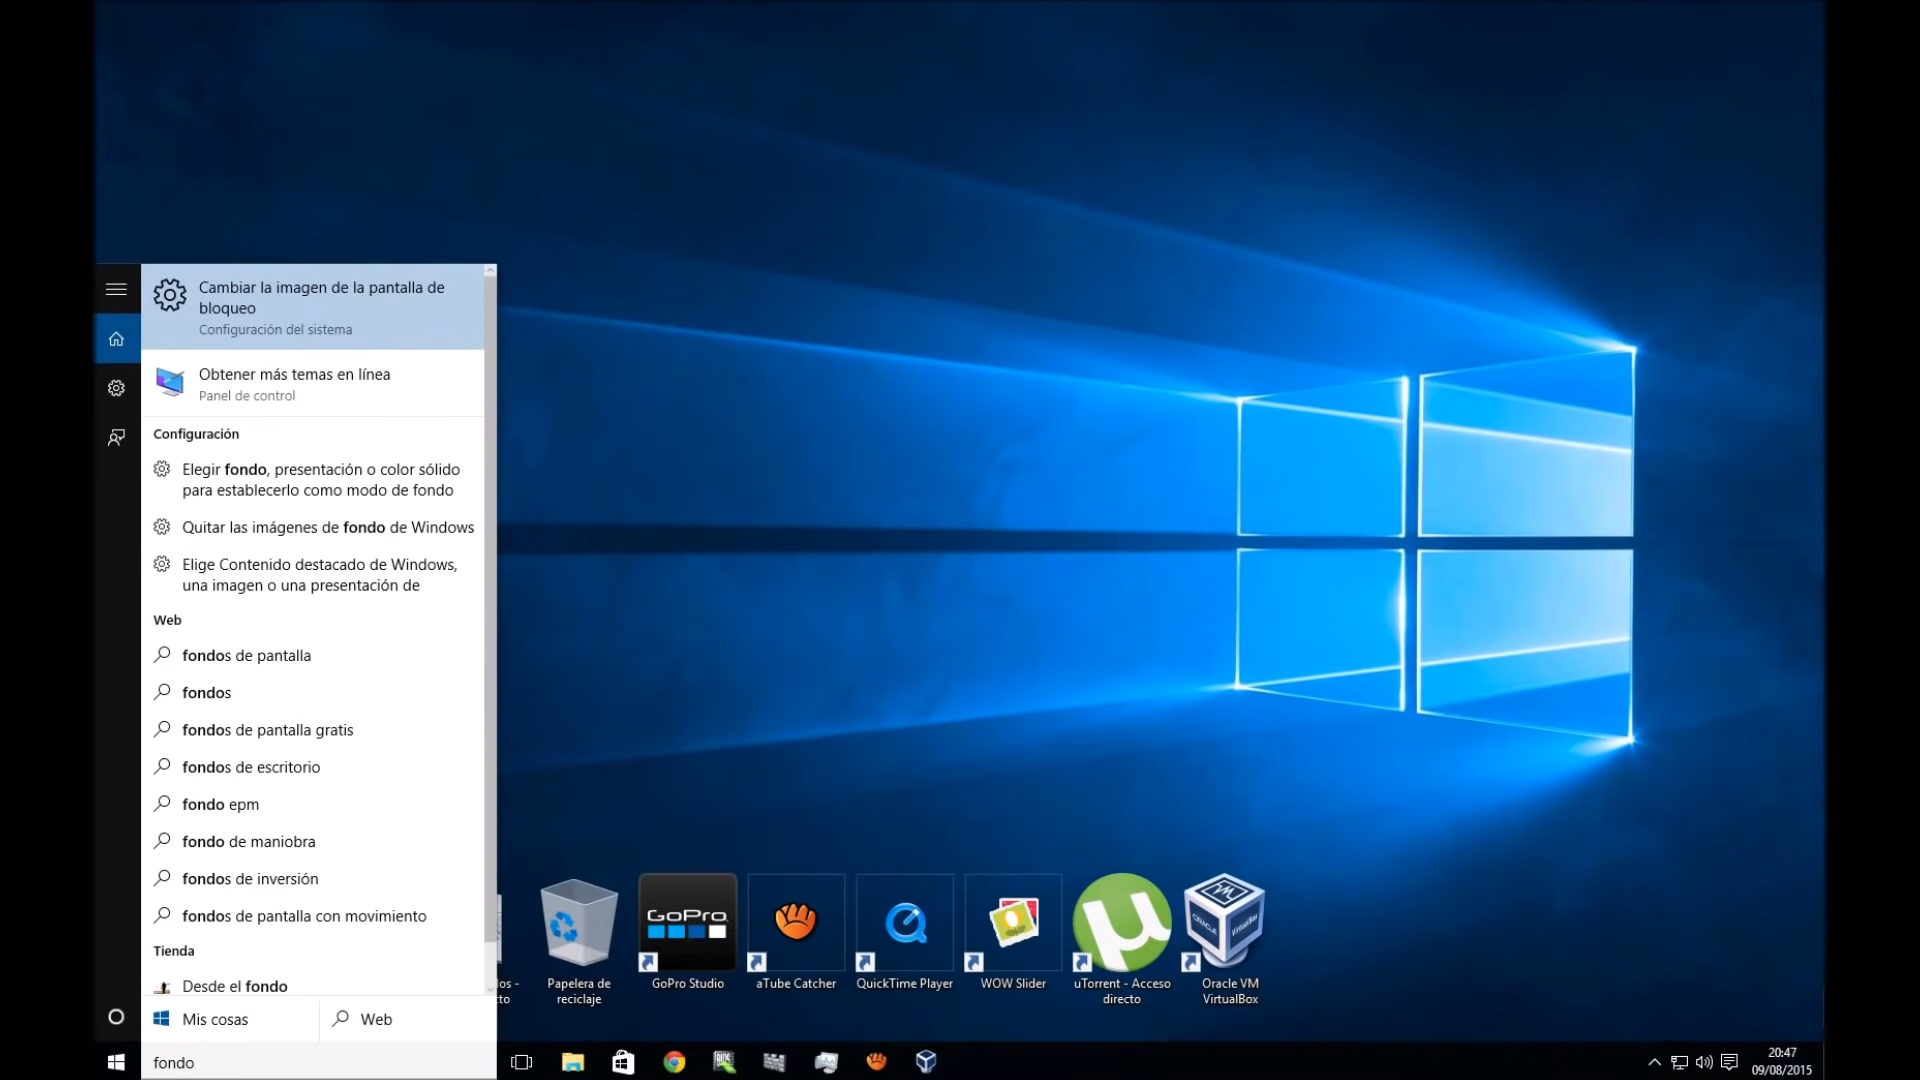 Cambiar la imagen de la pantalla de
bloqueo
Configuración del sistema
Obtener más temas en línea
Panel de control
Configuración
Elegir fondo, presentación o color sólido
para establecerlo como modo de fondo
Quitar las imágenes de fondo de Windows
Elige Contenido destacado de Windows,
una imagen o una presentación de
Web
fondos de pantalla
fondos
fondos de pantalla gratis
fondos de escritorio
fondo epm
fondo de maniobra
fondos de inversión
fondos de pantalla con movimiento
Tienda
Desde el fondo
Mis cosas
Web
fondo
Papelera de
reciclaje
GoPro
GoPro Studio
aTube Catcher
QuickTime Player
WOW Slider
uTorrent - Acceso
directo
ORACLE
VirtualBox
Oracle VM
VirtualBox
20:47
09/08/2015